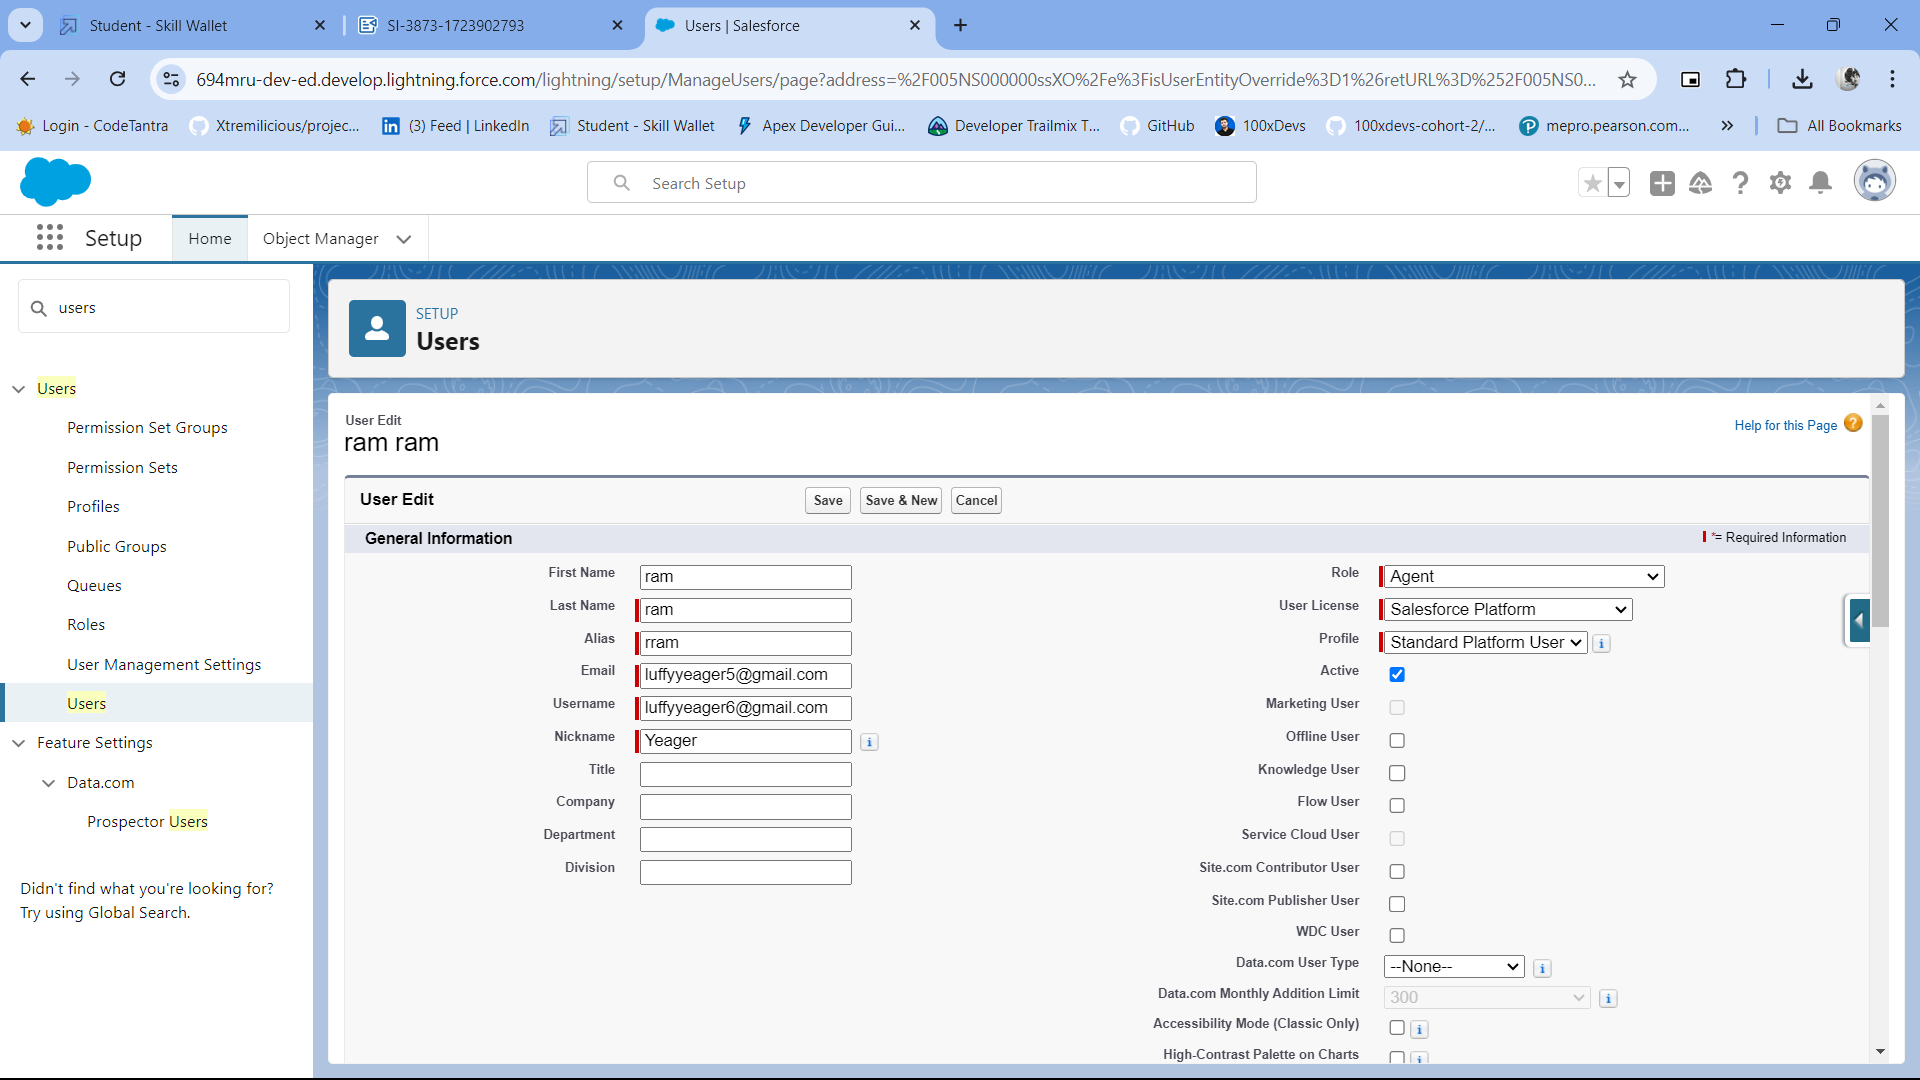 Student - Skill Wallet
SI-3873-1723902793
Users | Salesforce
694mru-dev-ed.develop.lightning.force.com/lightning/setup/ManageUsers/page?address=%2F005NS000000ssXO%2Fe%3FisUserEntityOverride%3D1%26retURL%3D%252F005NS0...
Login - CodeTantra
Xtremilicious/projec...
(3) Feed | LinkedIn
Student - Skill Wallet
Apex Developer Gui...
Developer Trailmix T...
GitHub
100xDevs
100xdevs-cohort-2/...
mepro.pearson.com...
All Bookmarks
Search Setup
Setup
Home
Object Manager
users
Users
Permission Set Groups
Permission Sets
Profiles
Public Groups
Queues
Roles
User Management Settings
Users
Feature Settings
Data.com
Prospector Users
Didn't find what you're looking for?
Try using Global Search.
SETUP
Users
User Edit
ram ram
Help for this Page
User Edit
Save
Save & New
Cancel
General Information
*= Required Information
First Name ram
Last Name ram
Alias rram
Email luffyyeager5@gmail.com
Username luffyyeager6@gmail.com
Nickname Yeager
Title
Company
Department
Division
Role Agent
User License Salesforce Platform
Profile Standard Platform User
Active
Marketing User
Offline User
Knowledge User
Flow User
Service Cloud User
Site.com Contributor User
Site.com Publisher User
WDC User
Data.com User Type --None--
Data.com Monthly Addition Limit 300
Accessibility Mode (Classic Only)
High-Contrast Palette on Charts